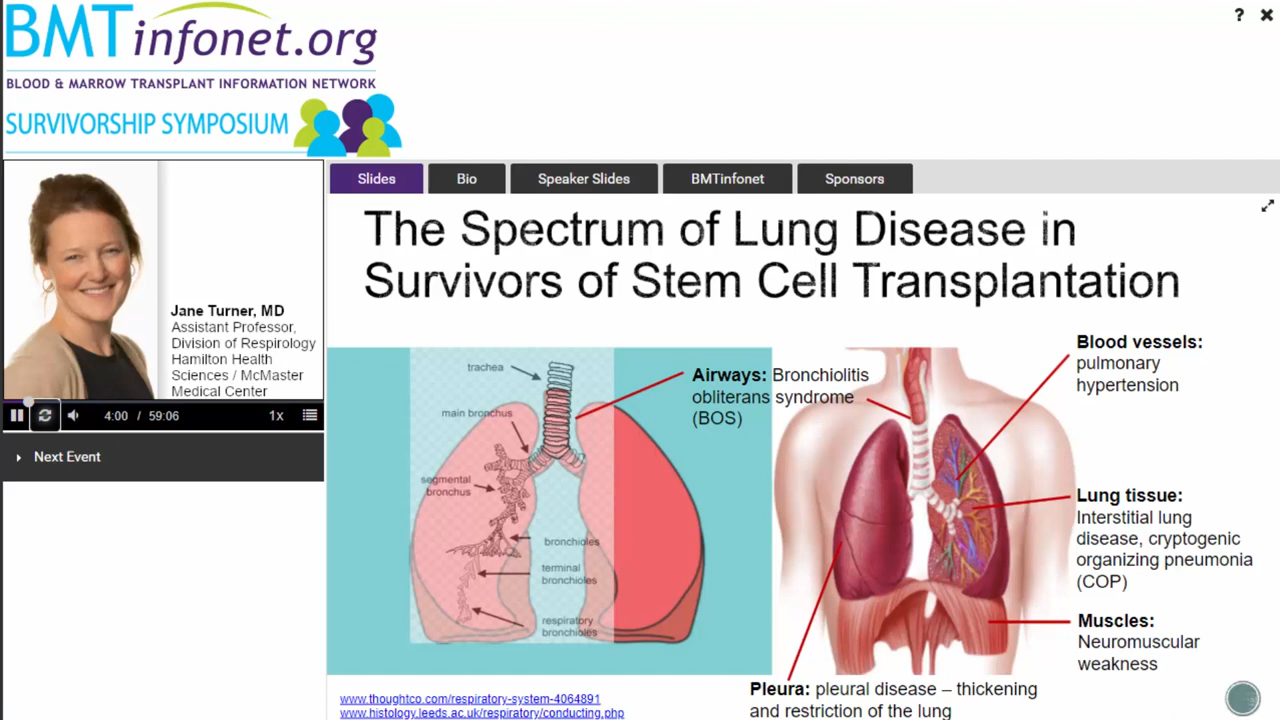 BMTinfonet.org
BLOOD & MARROW TRANSPLANT INFORMATION NETWORK
SURVIVORSHIP SYMPOSIUM
?
Jane Turner, MD
Assistant Professor,
Division of Respirology
Hamilton Health
Sciences / McMaster
Medical Center
4:00 / 59:06
1x
Next Event
Slides
Bio
Speaker Slides
BMTinfonet
Sponsors
The Spectrum of Lung Disease in
Survivors of Stem Cell Transplantation
trachea
main bronchus
segmental
bronchus
bronchioles
terminal
bronchioles
respiratory
bronchioles
Airways: Bronchiolitis
obliterans syndrome
(BOS)
Blood vessels:
pulmonary
hypertension
Lung tissue:
Interstitial lung
disease, cryptogenic
organizing pneumonia
(COP)
Muscles:
Neuromuscular
weakness
Pleura: pleural disease – thickening
and restriction of the lung
www.thoughtco.com/respiratory-system-4064891
www.histology.leeds.ac.uk/respiratory/conducting.php